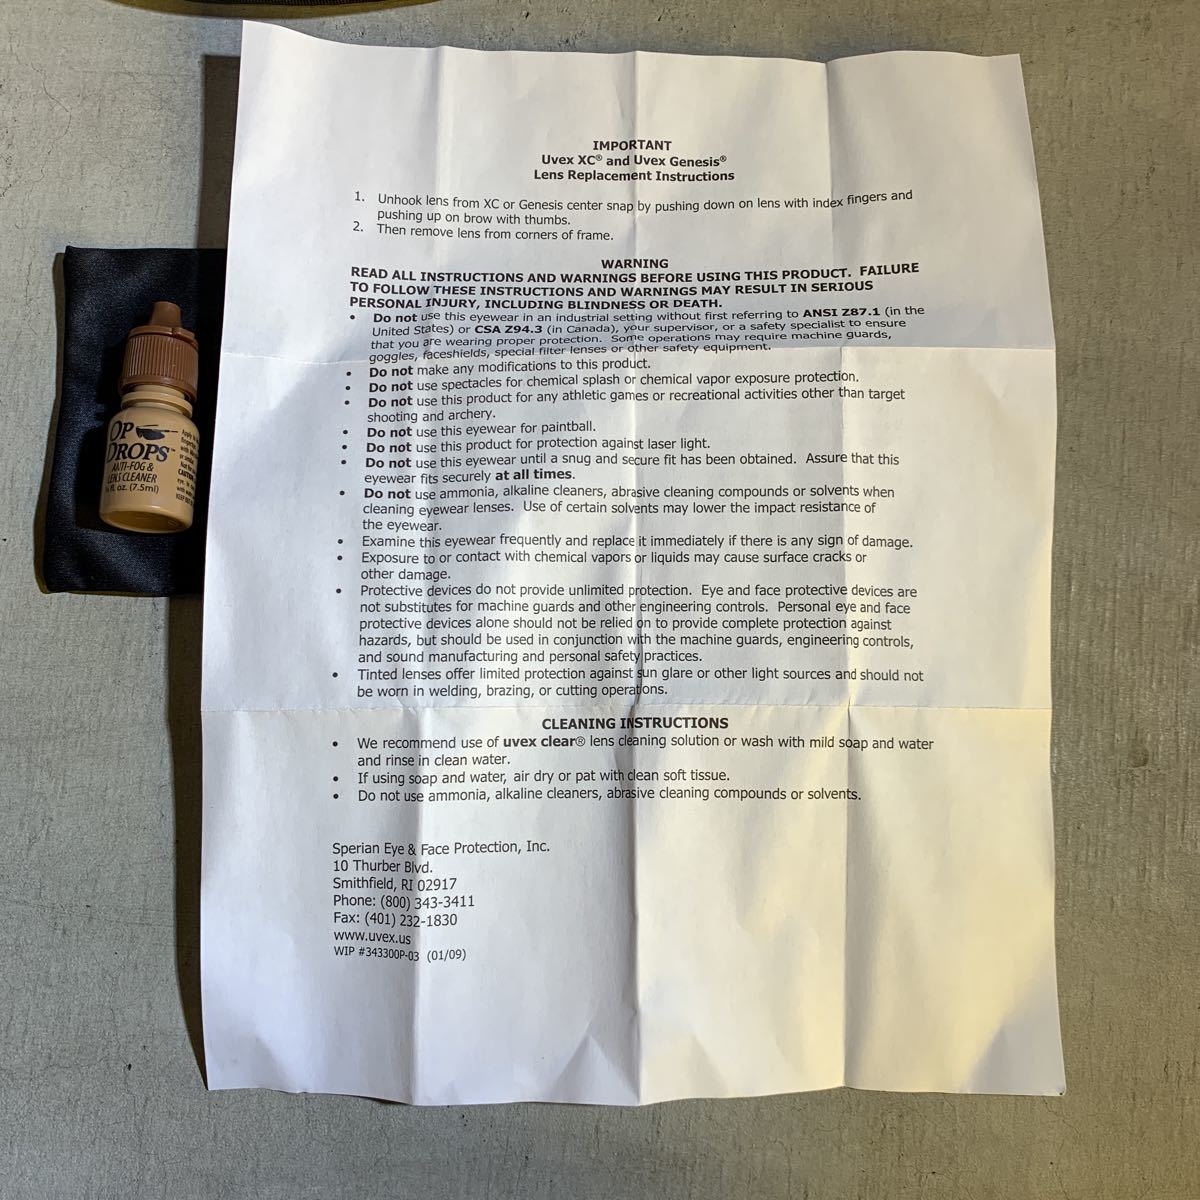 IMPORTANT
Uvex XC® and Uvex Genesis®
Lens Replacement Instructions
1. Unhook lens from XC or Genesis center snap by pushing down on lens with index fingers and
pushing up on brow with thumbs.
2. Then remove lens from corners of frame.
WARNING
READ ALL INSTRUCTIONS AND WARNINGS BEFORE USING THIS PRODUCT. FAILURE
TO FOLLOW THESE INSTRUCTIONS AND WARNINGS MAY RESULT IN SERIOUS
PERSONAL INJURY, INCLUDING BLINDNESS OR DEATH.
• Do not use this eyewear in an industrial setting without first referring to ANSI Z87.1 (in the
United States) or CSA Z94.3 (in Canada), your supervisor, or a safety specialist to ensure
that you are wearing proper protection. Some operations may require machine guards,
goggles, faceshields, special filter lenses or other safety equipment.
• Do not make any modifications to this product.
• Do not use spectacles for chemical splash or chemical vapor exposure protection.
• Do not use this product for any athletic games or recreational activities other than target
shooting and archery.
• Do not use this eyewear for paintball.
• Do not use this product for protection against laser light.
• Do not use this eyewear until a snug and secure fit has been obtained. Assure that this
eyewear fits securely at all times.
• Do not use ammonia, alkaline cleaners, abrasive cleaning compounds or solvents when
cleaning eyewear lenses. Use of certain solvents may lower the impact resistance of
the eyewear.
• Examine this eyewear frequently and replace it immediately if there is any sign of damage.
• Exposure to or contact with chemical vapors or liquids may cause surface cracks or
other damage.
• Protective devices do not provide unlimited protection. Eye and face protective devices are
not substitutes for machine guards and other engineering controls. Personal eye and face
protective devices alone should not be relied on to provide complete protection against
hazards, but should be used in conjunction with the machine guards, engineering controls,
and sound manufacturing and personal safety practices.
• Tinted lenses offer limited protection against sun glare or other light sources and should not
be worn in welding, brazing, or cutting operations.
CLEANING INSTRUCTIONS
• We recommend use of uvex clear® lens cleaning solution or wash with mild soap and water
and rinse in clean water.
• If using soap and water, air dry or pat with clean soft tissue.
• Do not use ammonia, alkaline cleaners, abrasive cleaning compounds or solvents.
Sperian Eye & Face Protection, Inc.
10 Thurber Blvd.
Smithfield, RI 02917
Phone: (800) 343-3411
Fax: (401) 232-1830
www.uvex.us
WIP #343300P-03 (01/09)
OP
DROPS™
ANTI-FOG &
LENS CLEANER
fl. oz. (7.5ml)